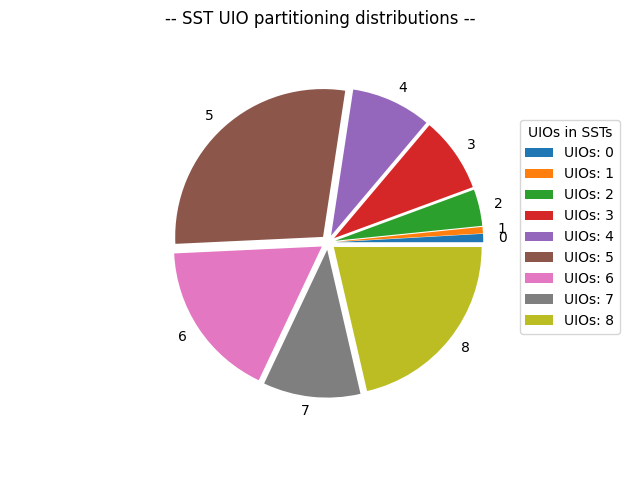 -- SST UIO partitioning distributions --
4
5
3
2
1
0
6
7
8
UIOs in SSTs
UIOs: 0
UIOs: 1
UIOs: 2
UIOs: 3
UIOs: 4
UIOs: 5
UIOs: 6
UIOs: 7
UIOs: 8